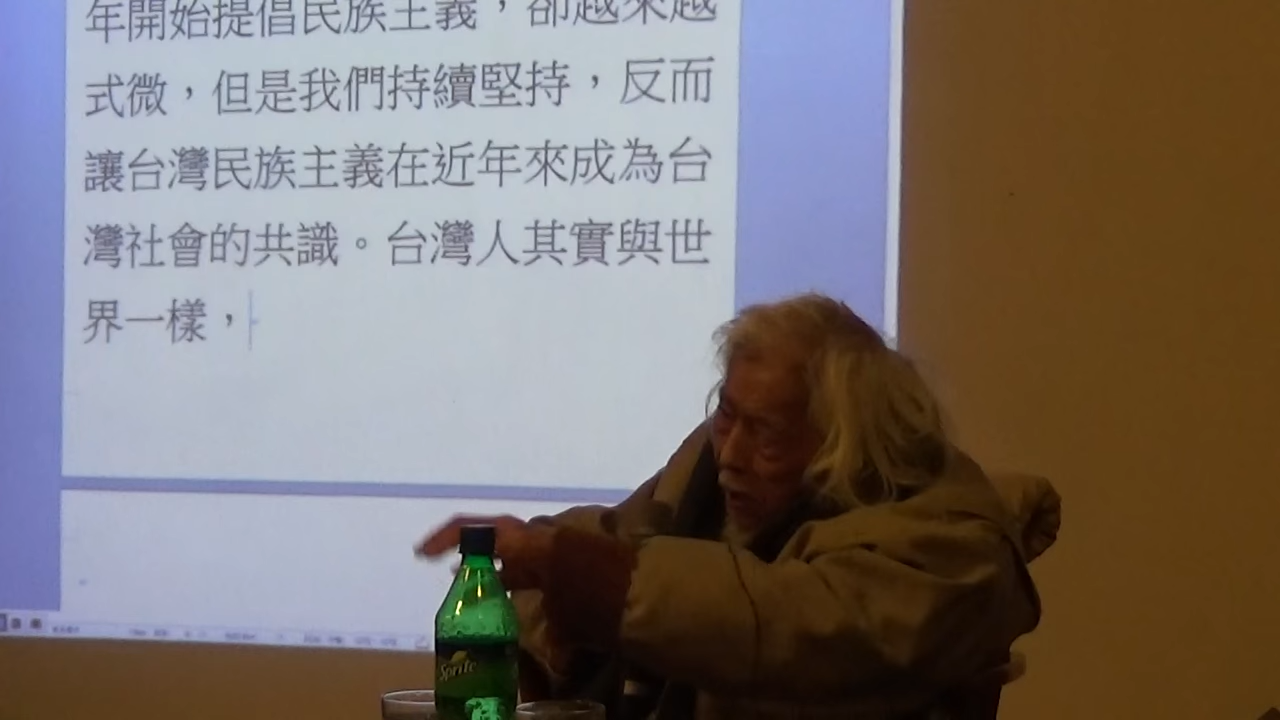 年開始提倡民族主義，卻越來越
式微，但是我們持續堅持，反而
讓台灣民族主義在近年來成為台
灣社會的共識。台灣人其實與世
界一樣，
Sprite